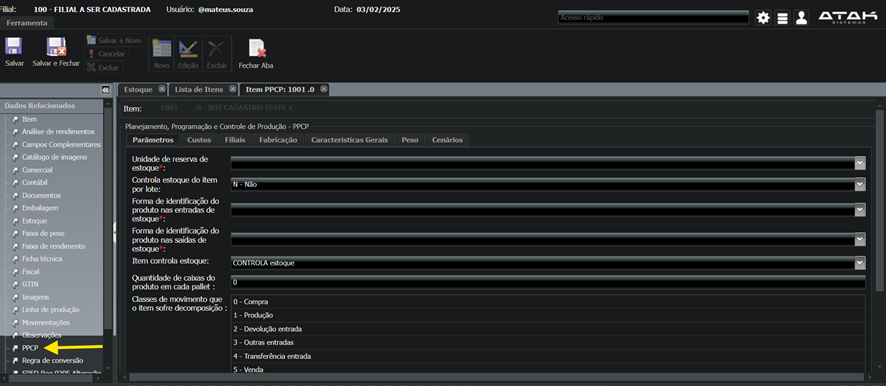 Filial: 100 - FILIAL A SER CADASTRADA Usuário: @mateus.souza Data: 03/02/2025
Acesso rápido
ATAK
SISTEMAS
Ferramenta
Salvar
Salvar e Fechar
Salvar e Novo
Cancelar
Excluir
Novo
Edição
Excluir
Fechar Aba
Dados Relacionados
Item
Análise de rendimentos
Campos Complementares
Catálogo de imagens
Comercial
Contábil
Documentos
Embalagem
Estoque
Faixa de peso
Faixa de rendimento
Ficha técnica
Fiscal
GTIN
Imagens
Linha de produção
Movimentações
Observações
PPCP
Regra de conversão
SPED Reg 0205 Alteração
Estoque
Lista de Itens
Item PPCP: 1001 .0
Item: 1001 .0 - BOI CADASTRO TESTE 1
Planejamento, Programação e Controle de Produção - PPCP
Parâmetros Custos Filiais Fabricação Características Gerais Peso Cenários
Unidade de reserva de
estoque*:
Controla estoque do item
por lote:
N - Não
Forma de identificação do
produto nas entradas de
estoque*:
Forma de identificação do
produto nas saídas de
estoque*:
Item controla estoque:
CONTROLA estoque
Quantidade de caixas do
produto em cada pallet :
0
Classes de movimento que
o item sofre decomposição :
0 - Compra
1 - Produção
2 - Devolução entrada
3 - Outras entradas
4 - Transferência entrada
5 - Venda